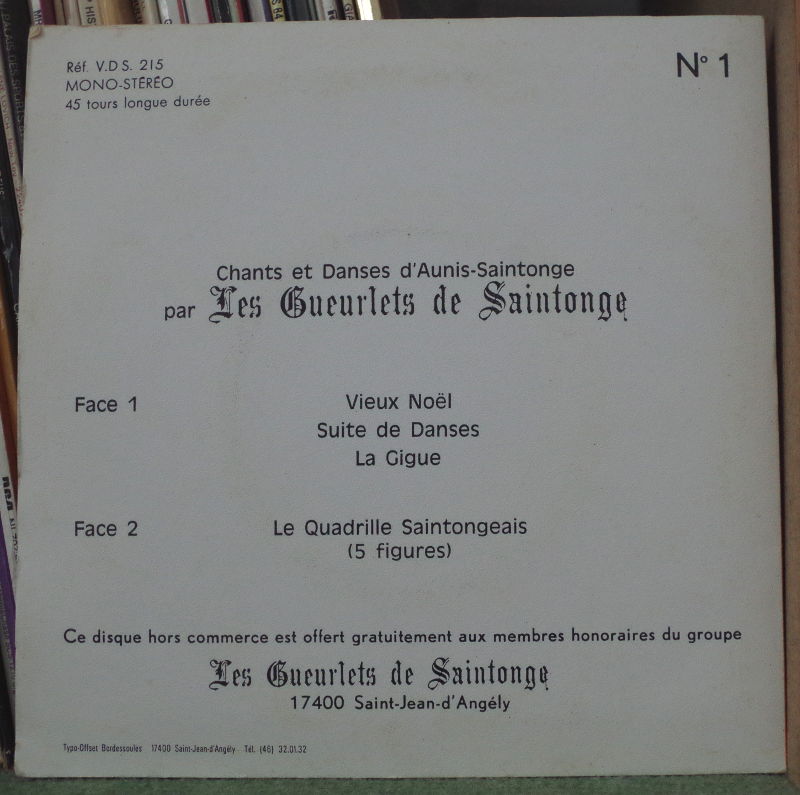 Réf. V.D.S. 215
MONO-STÉRÉO
45 tours longue durée
N° 1
Chants et Danses d'Aunis-Saintonge
par Les Gueurlets de Saintonge
Face 1
Vieux Noël
Suite de Danses
La Gigue
Face 2
Le Quadrille Saintongeais
(5 figures)
Ce disque hors commerce est offert gratuitement aux membres honoraires du groupe
Les Gueurlets de Saintonge
17400 Saint-Jean-d'Angély
Typo-Offset Bordessoules 17400 Saint-Jean-d'Angély Tél. (46) 32.01.32